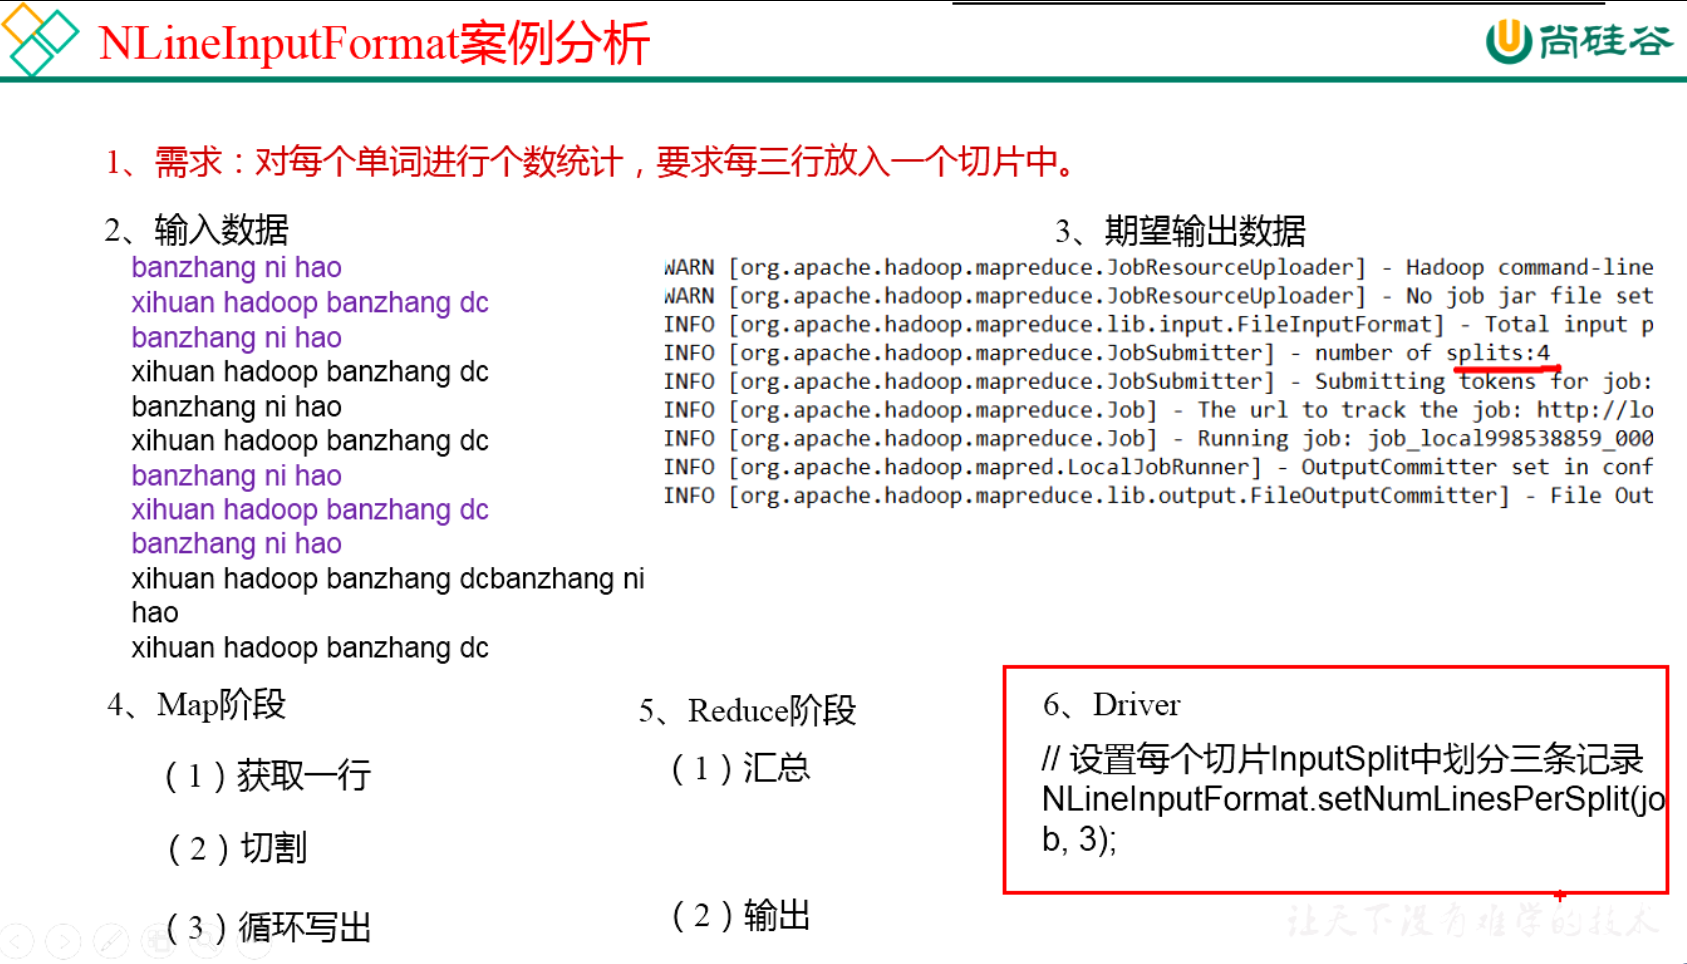 NLineInputFormat案例分析
尚硅谷
1、需求：对每个单词进行个数统计，要求每三行放入一个切片中。
2、输入数据
banzhang ni hao
xihuan hadoop banzhang dc
banzhang ni hao
xihuan hadoop banzhang dc
banzhang ni hao
xihuan hadoop banzhang dc
banzhang ni hao
xihuan hadoop banzhang dc
banzhang ni hao
xihuan hadoop banzhang dcbanzhang ni
hao
xihuan hadoop banzhang dc
3、期望输出数据
WARN [org.apache.hadoop.mapreduce.JobResourceUploader] - Hadoop command-line
WARN [org.apache.hadoop.mapreduce.JobResourceUploader] - No job jar file set
INFO [org.apache.hadoop.mapreduce.lib.input.FileInputFormat] - Total input p
INFO [org.apache.hadoop.mapreduce.JobSubmitter] - number of splits:4
INFO [org.apache.hadoop.mapreduce.JobSubmitter] - Submitting tokens for job:
INFO [org.apache.hadoop.mapreduce.Job] - The url to track the job: http://lo
INFO [org.apache.hadoop.mapreduce.Job] - Running job: job_local998538859_000
INFO [org.apache.hadoop.mapred.LocalJobRunner] - OutputCommitter set in conf
INFO [org.apache.hadoop.mapreduce.lib.output.FileOutputCommitter] - File Out
4、Map阶段
（1）获取一行
（2）切割
（3）循环写出
5、Reduce阶段
（1）汇总
（2）输出
6、Driver
// 设置每个切片InputSplit中划分三条记录
NLineInputFormat.setNumLinesPerSplit(jo
b, 3);
让天下没有难学的技术